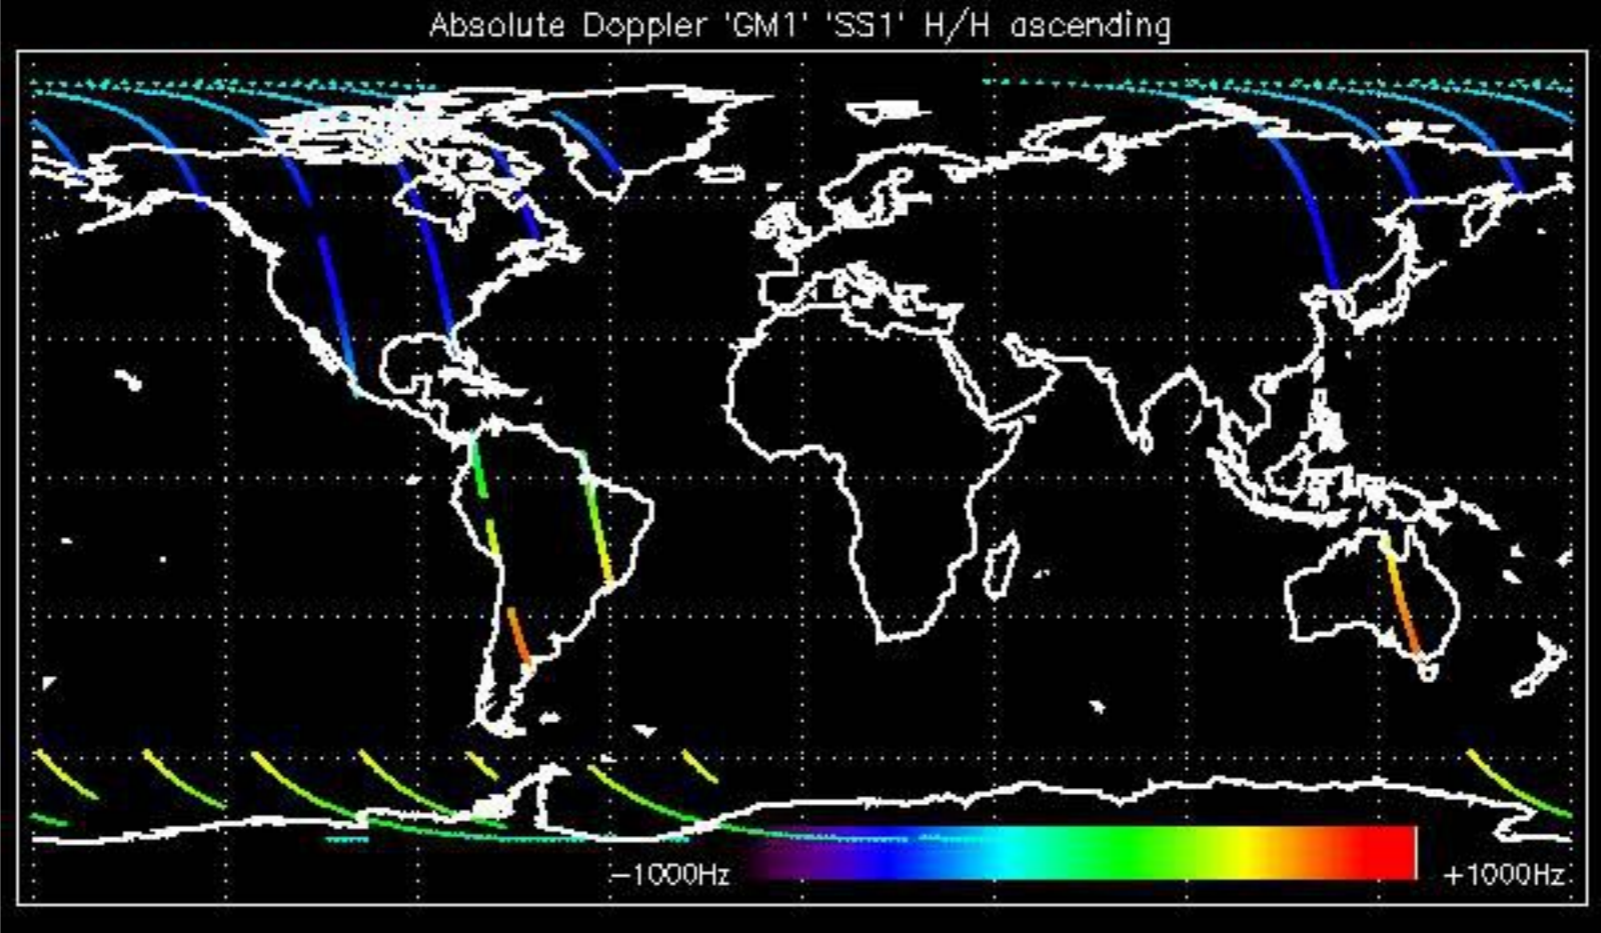 Absolute Doppler 'GM1' 'SS1' H/H ascending
−1000Hz +1000Hz